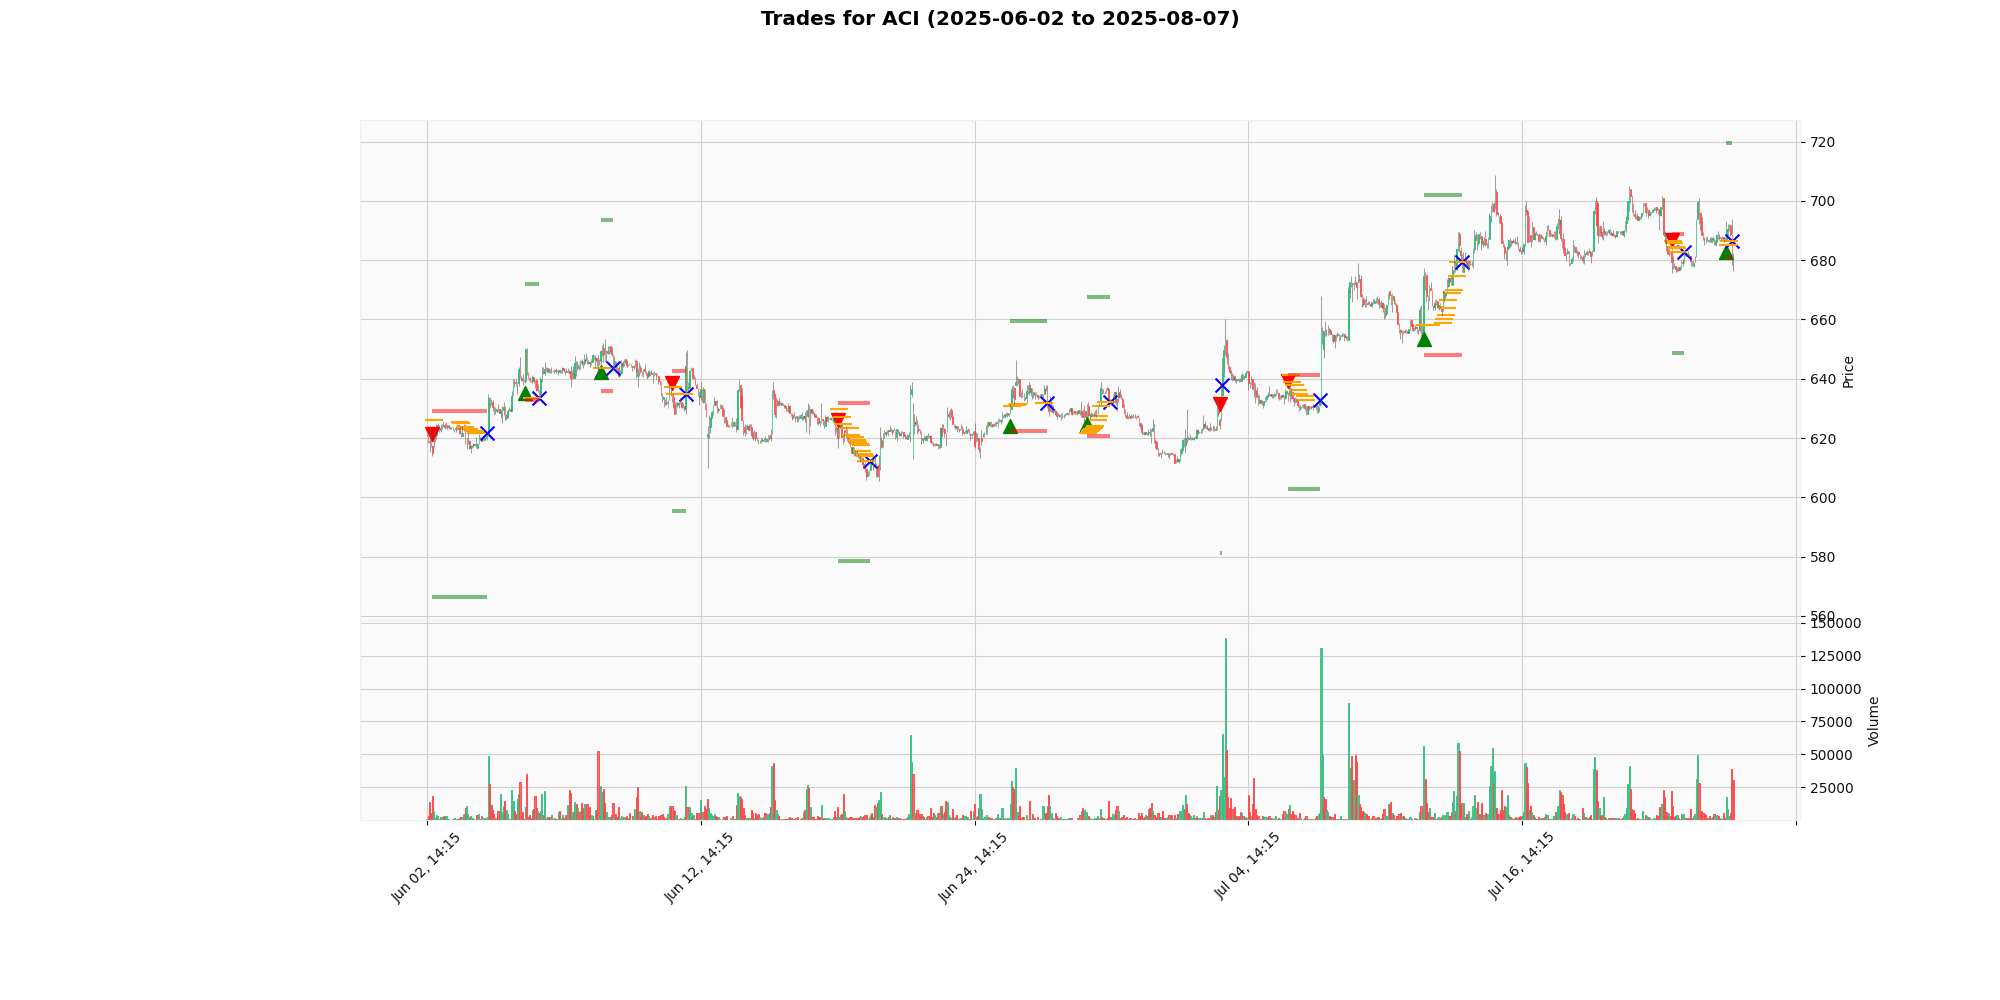 Trades for ACI (2025-06-02 to 2025-08-07)
720
700
680
660
640
620
600
580
560
Price
150000
125000
100000
75000
50000
25000
Volume
Jun 02, 14:15
Jun 12, 14:15
Jun 24, 14:15
Jul 04, 14:15
Jul 16, 14:15